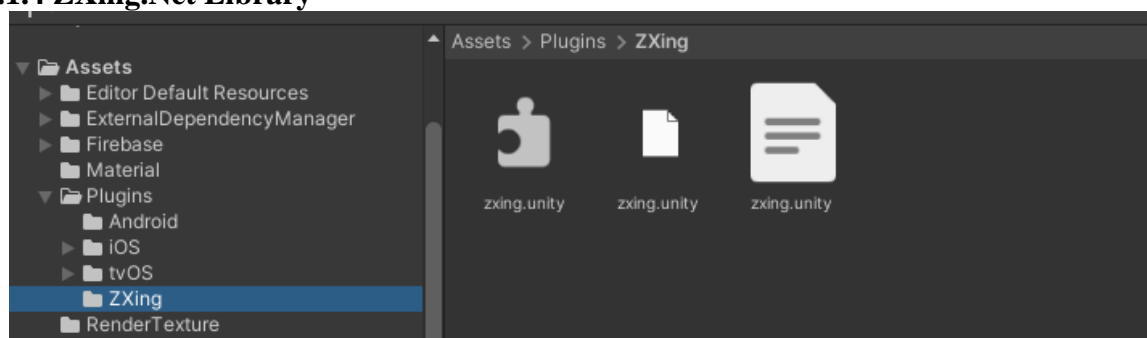 ZXing.Net Library
Assets > Plugins > ZXing
Assets
Editor Default Resources
ExternalDependencyManager
Firebase
Material
Plugins
Android
iOS
tvOS
ZXing
RenderTexture
zxing.unity
zxing.unity
zxing.unity